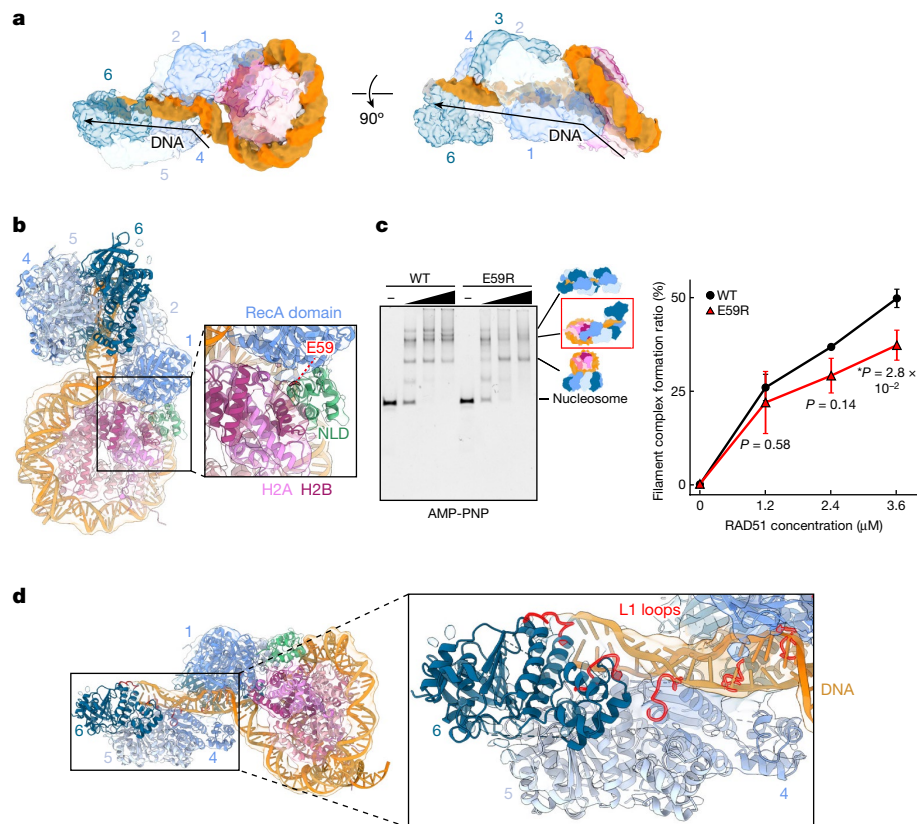 a
2 1
6
DNA
4
5
90°
3
4 2
DNA
1
6
b
6
5
4
2
1
RecA domain
E59
NLD
H2A H2B
c
WT E59R
– –
Nucleosome
AMP-PNP
Filament complex formation ratio (%)
50
25
0
WT
E59R
*P = 2.8 ×
10−2
P = 0.14
P = 0.58
0 1.2 2.4 3.6
RAD51 concentration (μM)
d
1
6
5
4
L1 loops
DNA
6
5
4